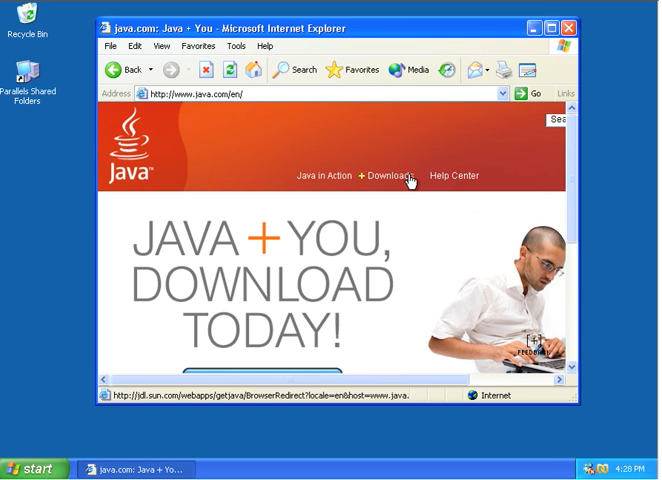 Recycle Bin
Parallels Shared
Folders
java.com: Java + You - Microsoft Internet Explorer
File Edit View Favorites Tools Help
Back Search Favorites Media
Address http://www.java.com/en/ Go Links
Sea
Java in Action + Downloads Help Center
Java™
JAVA + YOU,
DOWNLOAD
TODAY!
[+]
FEEDBACK
http://jdl.sun.com/webapps/getjava/BrowserRedirect?locale=en&host=www.java. Internet
start java.com: Java + Yo... 4:28 PM